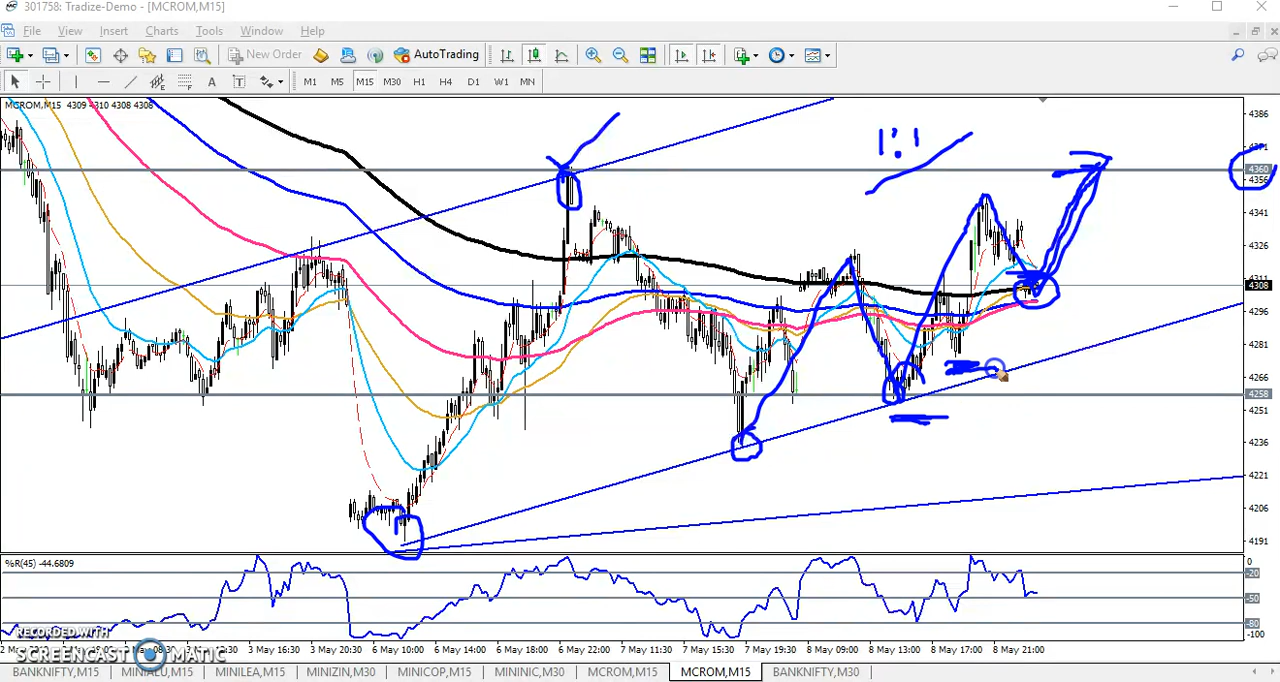 301758: Tradize-Demo - [MCROM,M15]
File View Insert Charts Tools Window Help
New Order AutoTrading
A T M1 M5 M15 M30 H1 H4 D1 W1 MN
MCROM,M15 4309 4310 4308 4308
4386
4371
4360
4356
4341
4326
4311
4308
4296
4281
4266
4258
4251
4236
4221
4206
4191
%R(45) -44.6809
0
-20
-50
-80
-100
3 May 16:30 3 May 20:30 6 May 10:00 6 May 14:00 6 May 18:00 6 May 22:00 7 May 11:30 7 May 15:30 7 May 19:30 8 May 09:00 8 May 13:00 8 May 17:00 8 May 21:00
RECORDED WITH
SCREENCAST MATIC
BANKNIFTY,M15 MINIALU,M15 MINILEA,M15 MINIZIN,M30 MINICOP,M15 MININIC,M30 MCROM,M15 MCROM,M15 BANKNIFTY,M30